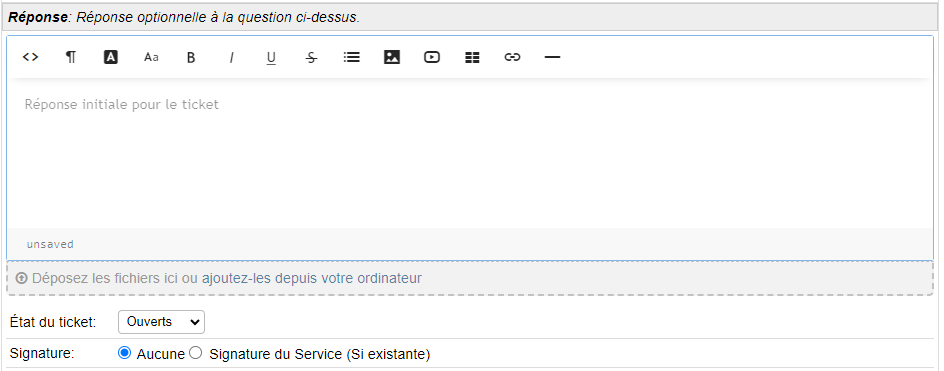 Réponse: Réponse optionnelle à la question ci-dessus.
<> ¶ A Aa B I U S
Réponse initiale pour le ticket
unsaved
Déposez les fichiers ici ou ajoutez-les depuis votre ordinateur
État du ticket: Ouverts
Signature: Aucune Signature du Service (Si existante)